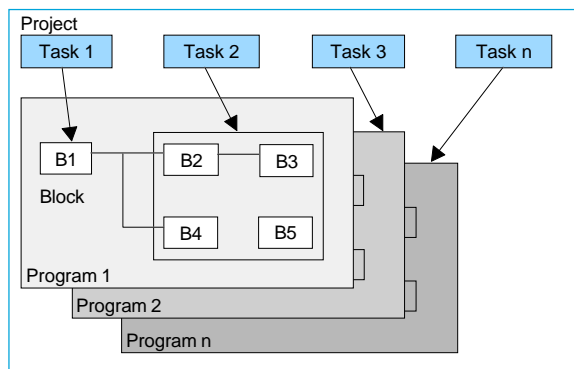 Project
Task 1
Task 2
Task 3
Task n
B1
B2
B3
Block
B4
B5
Program 1
Program 2
Program n